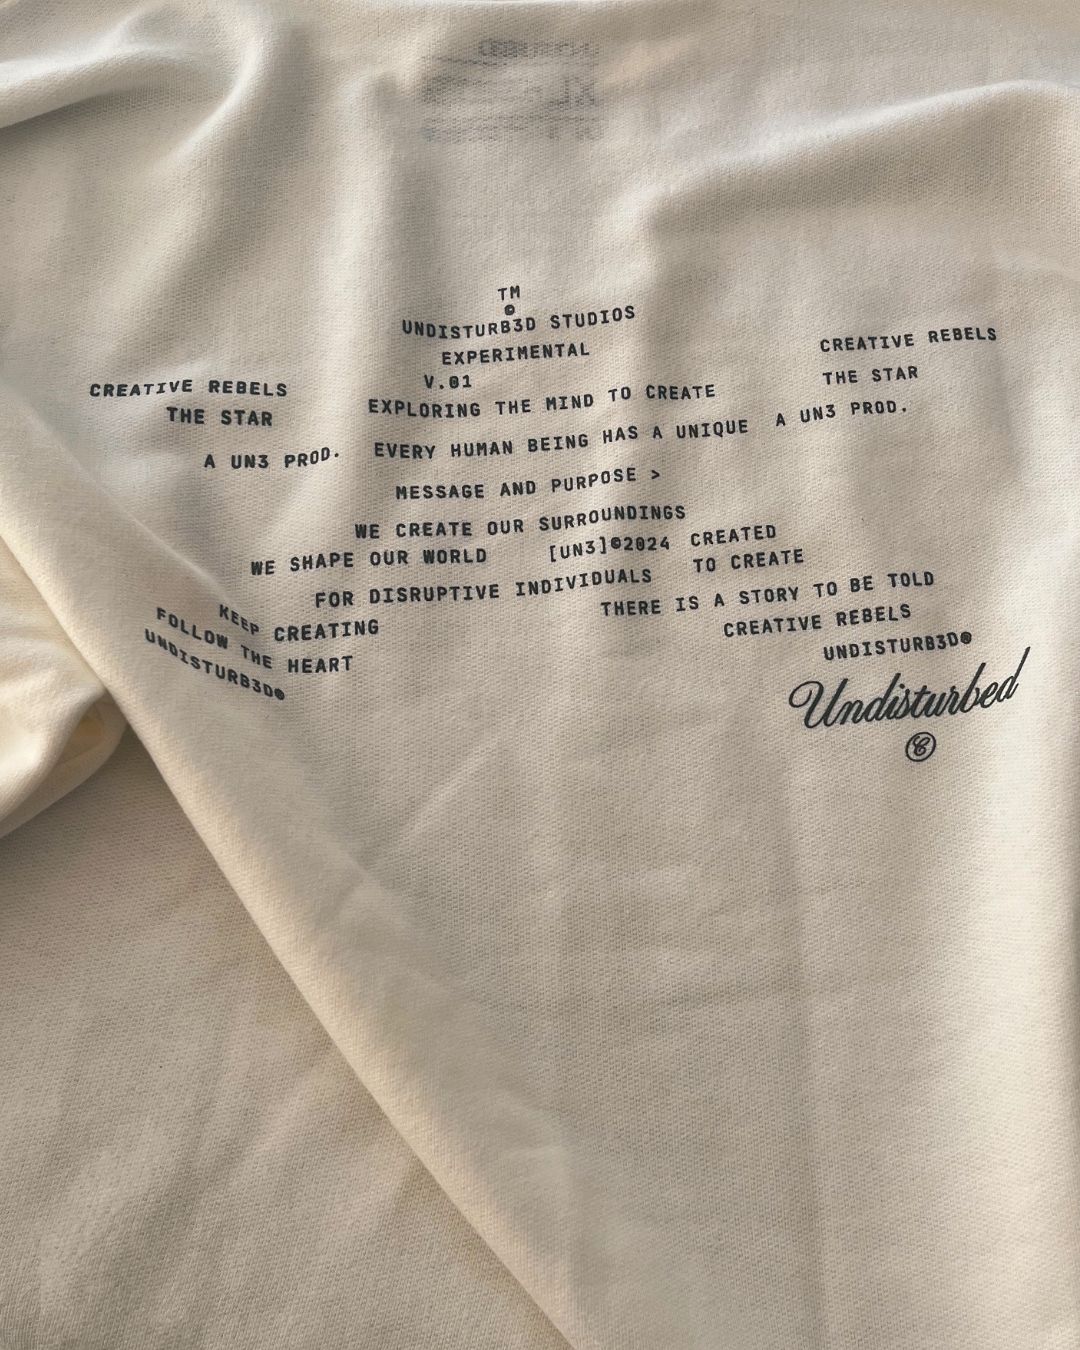 TM
©
UNDISTURB3D STUDIOS
EXPERIMENTAL
V.01
CREATIVE REBELS
THE STAR
A UN3 PROD.
EXPLORING THE MIND TO CREATE
EVERY HUMAN BEING HAS A UNIQUE
MESSAGE AND PURPOSE >
CREATIVE REBELS
THE STAR
A UN3 PROD.
WE CREATE OUR SURROUNDINGS
WE SHAPE OUR WORLD
[UN3]©2024 CREATED
TO CREATE
FOR DISRUPTIVE INDIVIDUALS
THERE IS A STORY TO BE TOLD
CREATIVE REBELS
UNDISTURB3D®
KEEP CREATING
FOLLOW THE HEART
UNDISTURB3D®
Undisturbed
©
XL